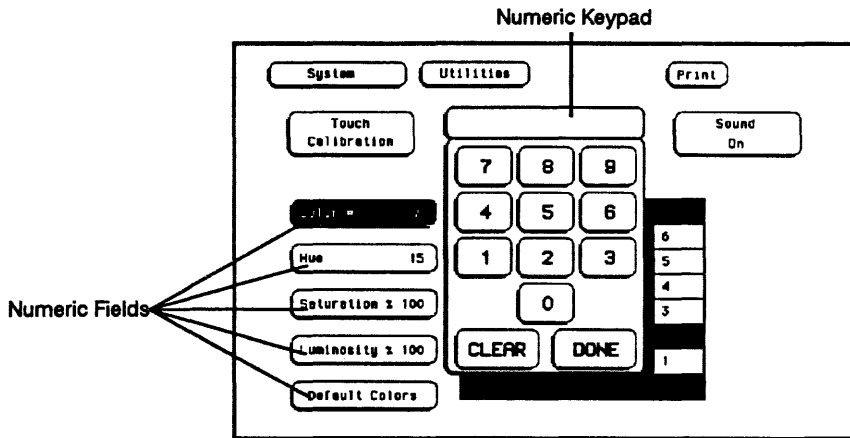 Numeric Keypad
System
Utilities
Print
Touch
Calibration
Sound
On
7 8 9
4 5 6
1 2 3
0
CLEAR DONE
Hue 15
Saturation % 100
Luminosity % 100
Default Colors
Numeric Fields
6
5
4
3
1